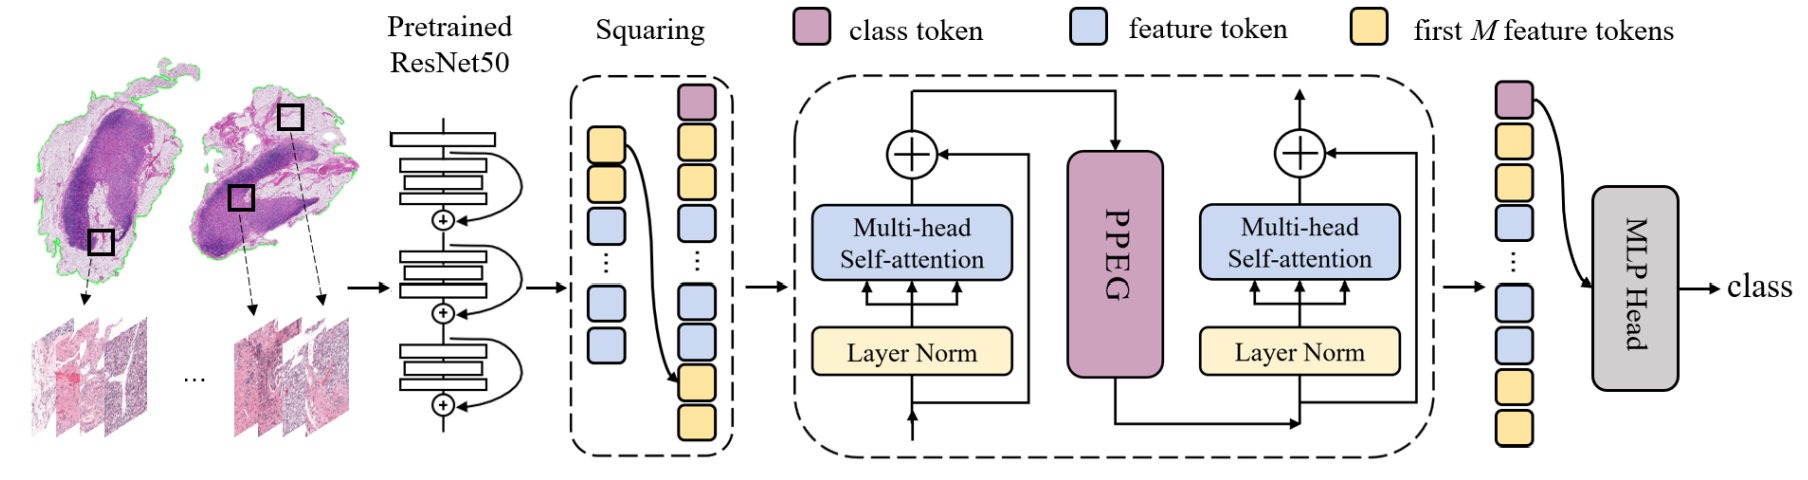 Pretrained
ResNet50
Squaring
class token
feature token
first M feature tokens
Multi-head
Self-attention
Layer Norm
PPEG
Multi-head
Self-attention
Layer Norm
MLP Head
class